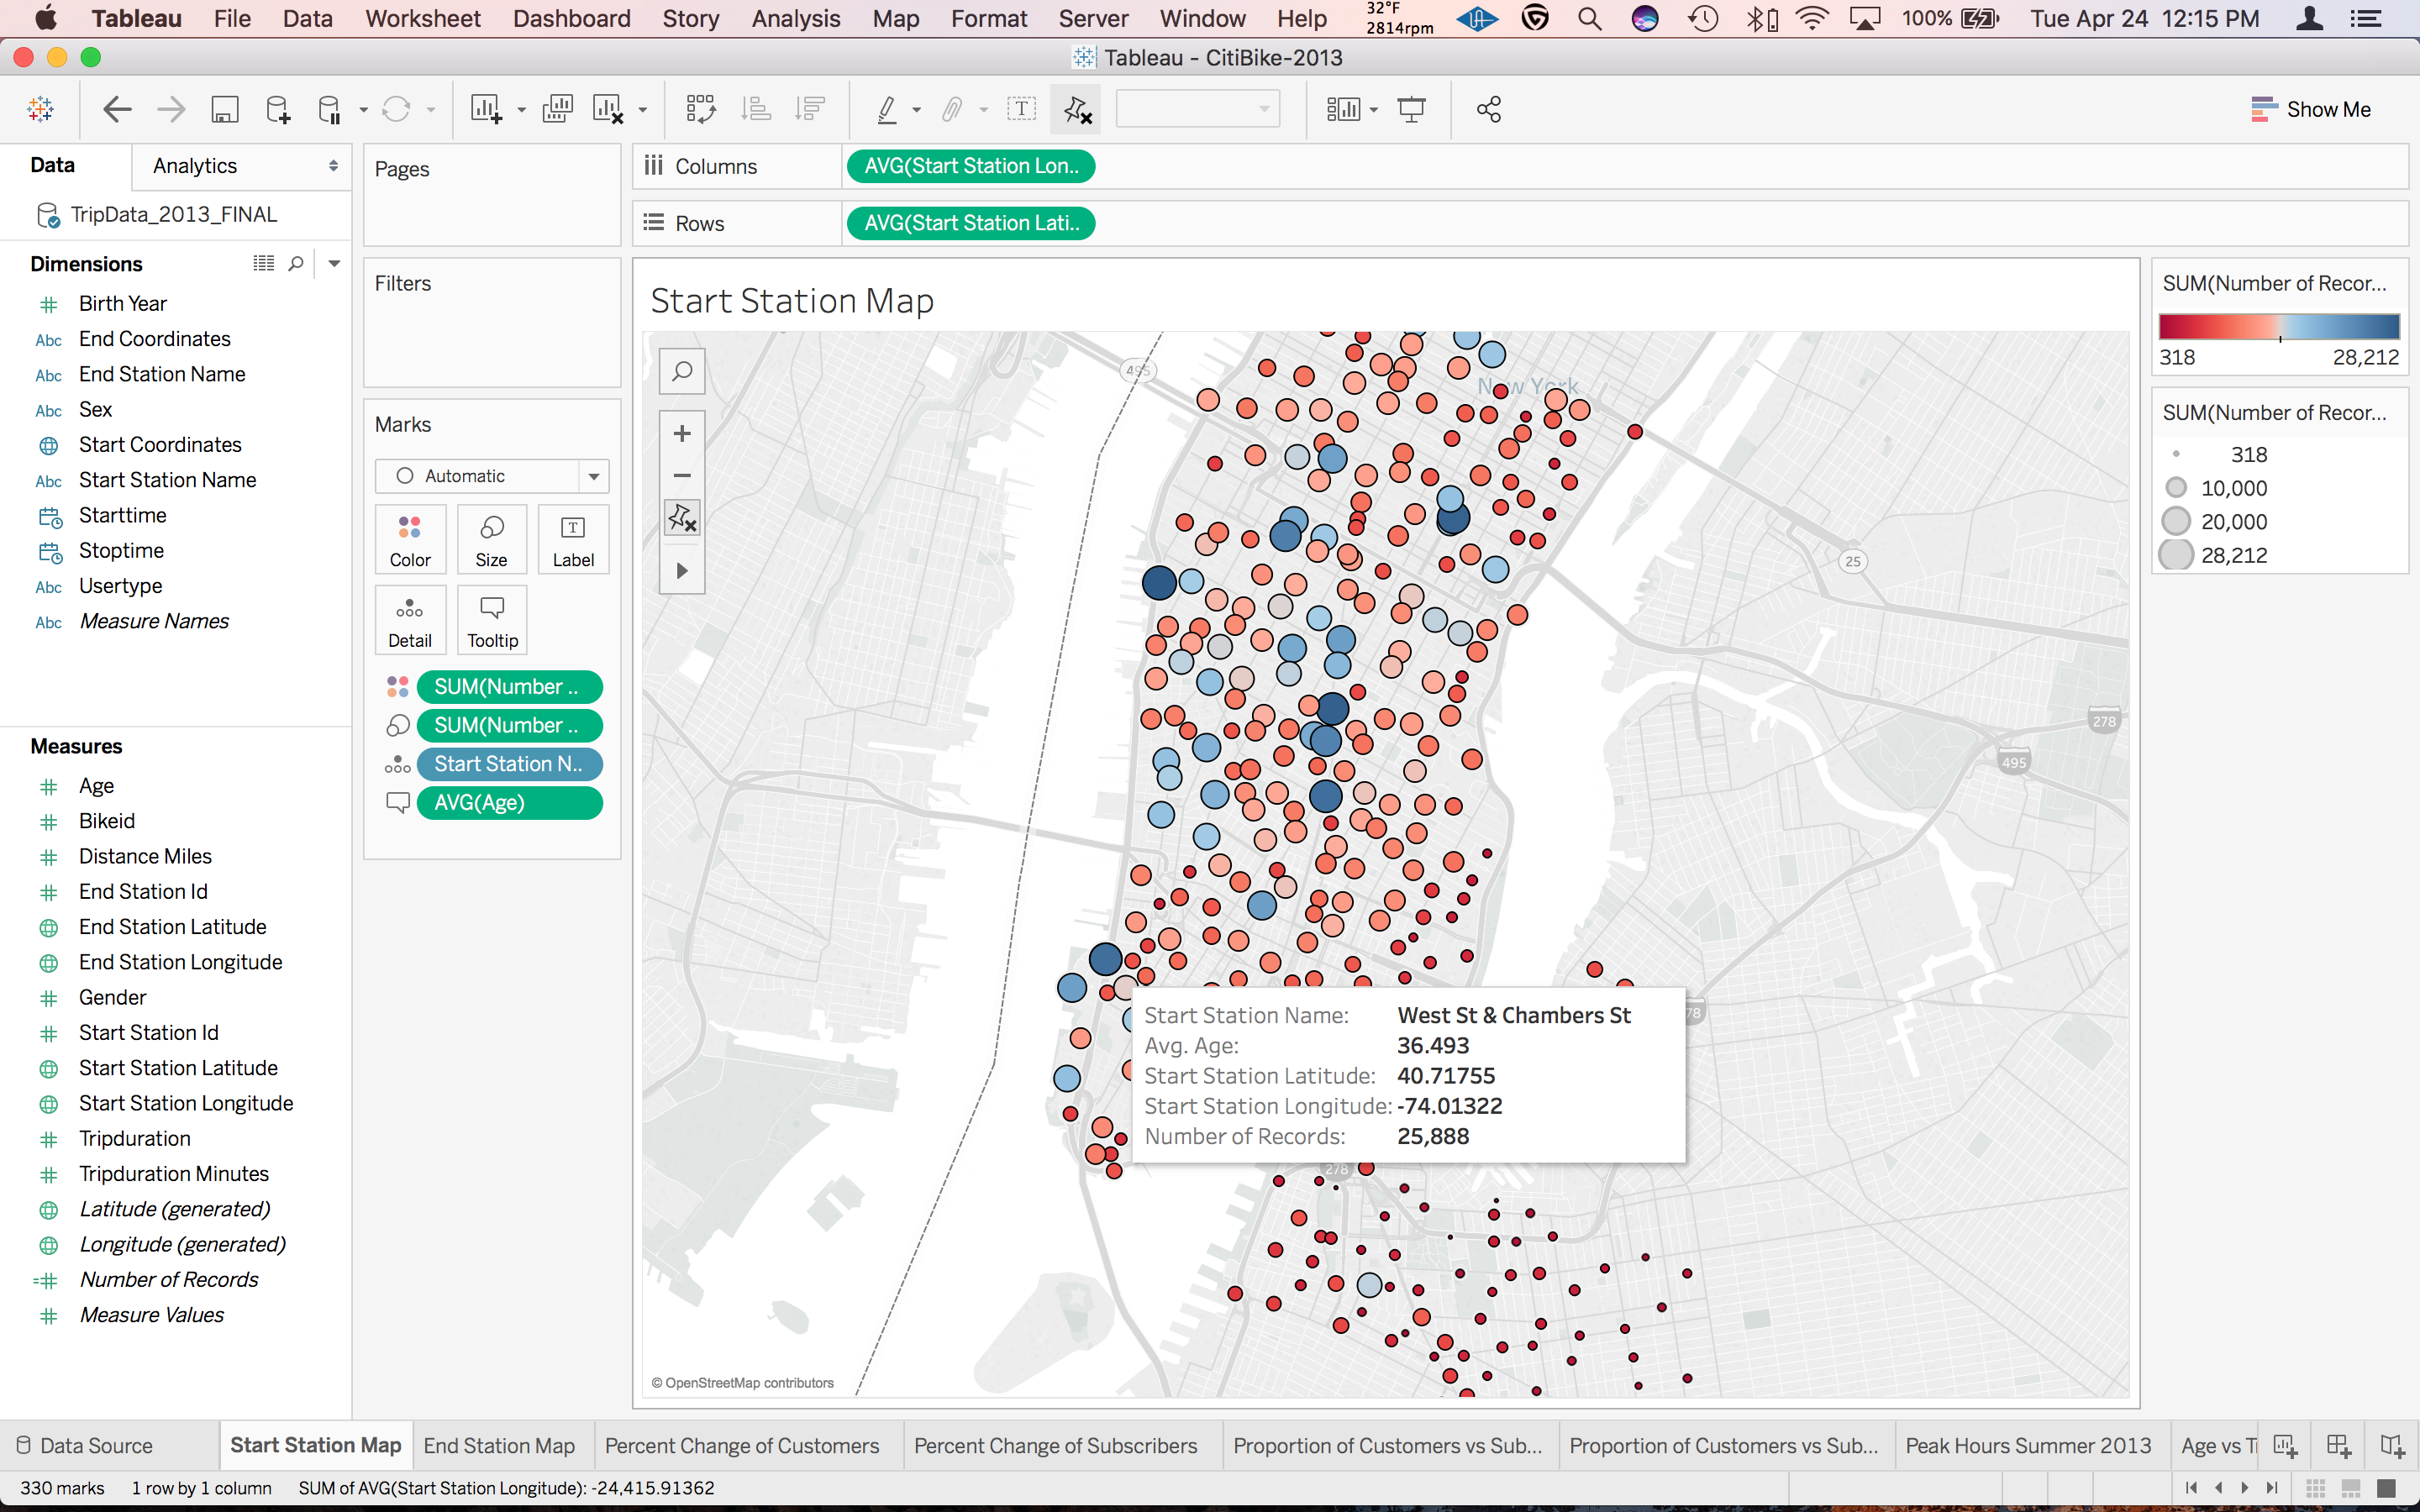 Tableau File Data Worksheet Dashboard Story Analysis Map Format Server Window Help 32°F 2814rpm 100% Tue Apr 24 12:15 PM
Tableau - CitiBike-2013
Show Me
Data
Analytics
Pages
Columns
AVG(Start Station Lon..
TripData_2013_FINAL
Rows
AVG(Start Station Lati..
Dimensions
Birth Year
Abc End Coordinates
Abc End Station Name
Abc Sex
Start Coordinates
Abc Start Station Name
Starttime
Stoptime
Abc Usertype
Abc Measure Names
Measures
Age
Bikeid
Distance Miles
End Station Id
End Station Latitude
End Station Longitude
Gender
Start Station Id
Start Station Latitude
Start Station Longitude
Tripduration
Tripduration Minutes
Latitude (generated)
Longitude (generated)
Number of Records
Measure Values
Filters
Marks
Automatic
Color
Size
T
Label
Detail
Tooltip
SUM(Number ..
SUM(Number ..
Start Station N..
AVG(Age)
Start Station Map
495
New York
25
278
495
78
Start Station Name: West St & Chambers St
Avg. Age: 36.493
Start Station Latitude: 40.71755
Start Station Longitude: -74.01322
Number of Records: 25,888
278
© OpenStreetMap contributors
SUM(Number of Recor...
318 28,212
SUM(Number of Recor...
318
10,000
20,000
28,212
Data Source
Start Station Map
End Station Map
Percent Change of Customers
Percent Change of Subscribers
Proportion of Customers vs Sub...
Proportion of Customers vs Sub...
Peak Hours Summer 2013
Age vs T
330 marks
1 row by 1 column
SUM of AVG(Start Station Longitude): -24,415.91362